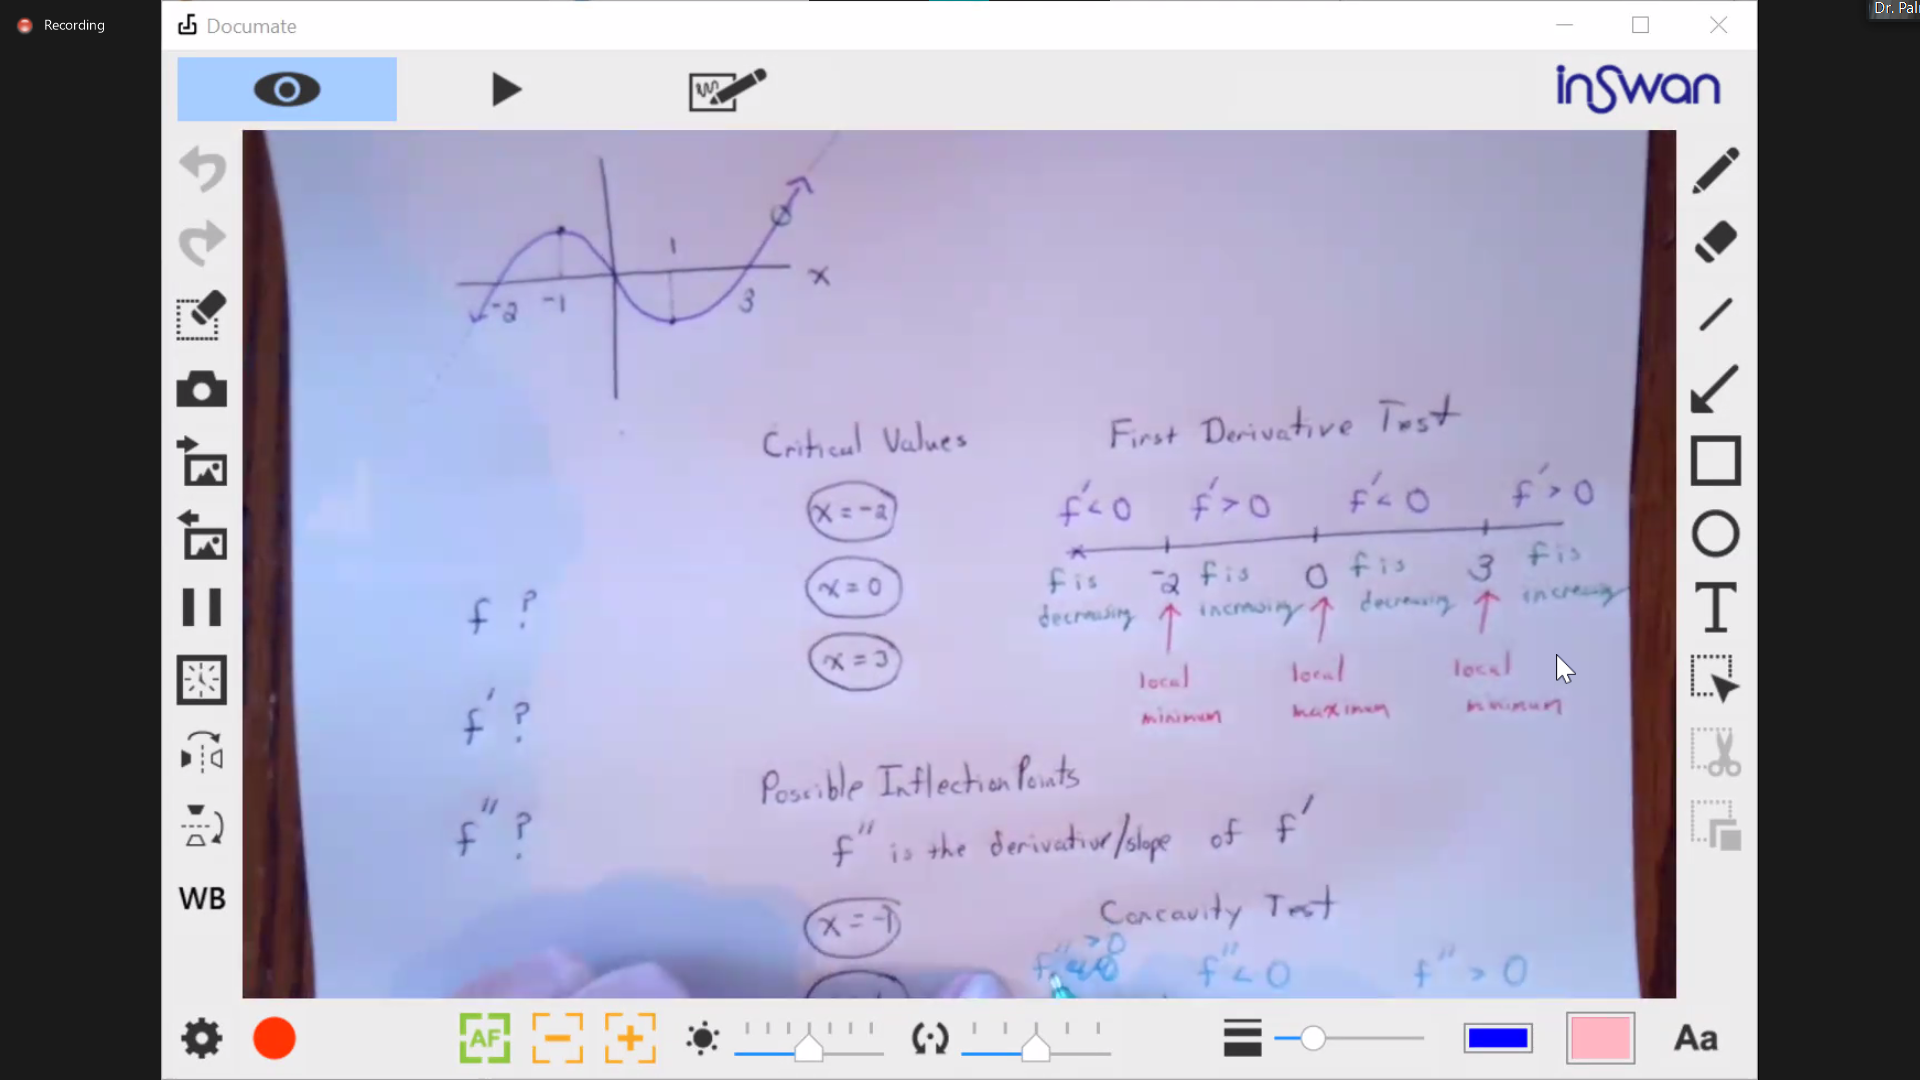 Recording
Documate
Dr. Pal
inSwan
1
x
-2 -1 3
Critical Values
First Derivative Test
x = -2
f' < 0 f' > 0 f' < 0 f' > 0
x = 0
-2 0 3
f is decreasing f is increasing f is decreasing f is increasing
x = 3
local minimum local maximum local minimum
f ?
f' ?
f'' ?
Possible Inflection Points
f'' is the derivative/slope of f'
x = -1
Concavity Test
> 0
f'' f'' < 0 f'' > 0
WB
T
AF
Aa